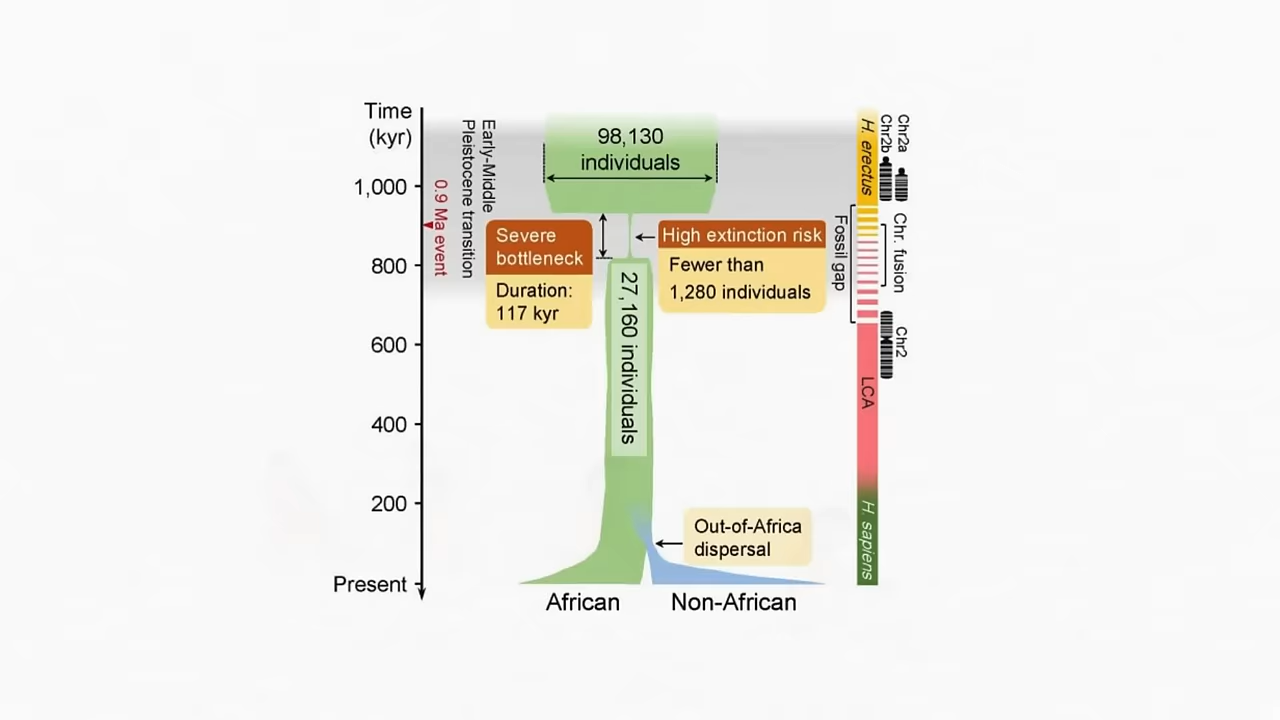 Time
(kyr)
1,000
800
600
400
200
Present
0.9 Ma event
Early-Middle
Pleistocene transition
98,130
individuals
Severe
bottleneck
Duration:
117 kyr
High extinction risk
Fewer than
1,280 individuals
27,160 individuals
Out-of-Africa
dispersal
African
Non-African
Fossil gap
H. erectus
LCA
H. sapiens
Chr2a
Chr2b
Chr. fusion
Chr2